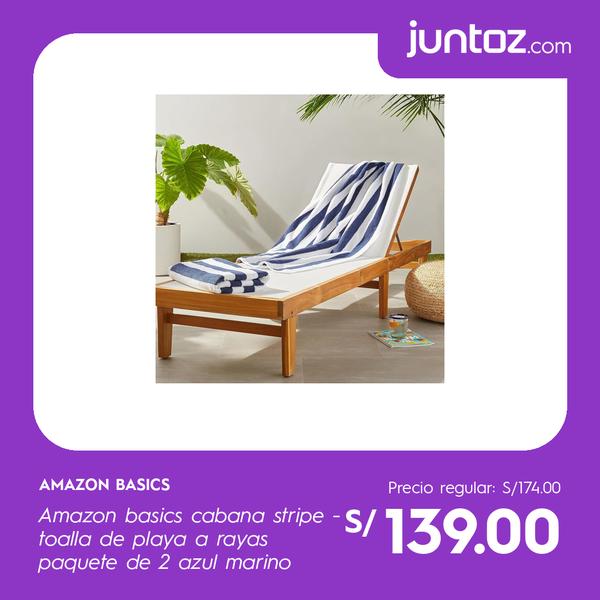 juntoz.com
AMAZON BASICS
Precio regular: S/174.00
Amazon basics cabana stripe -
toalla de playa a rayas
paquete de 2 azul marino
S/139.00